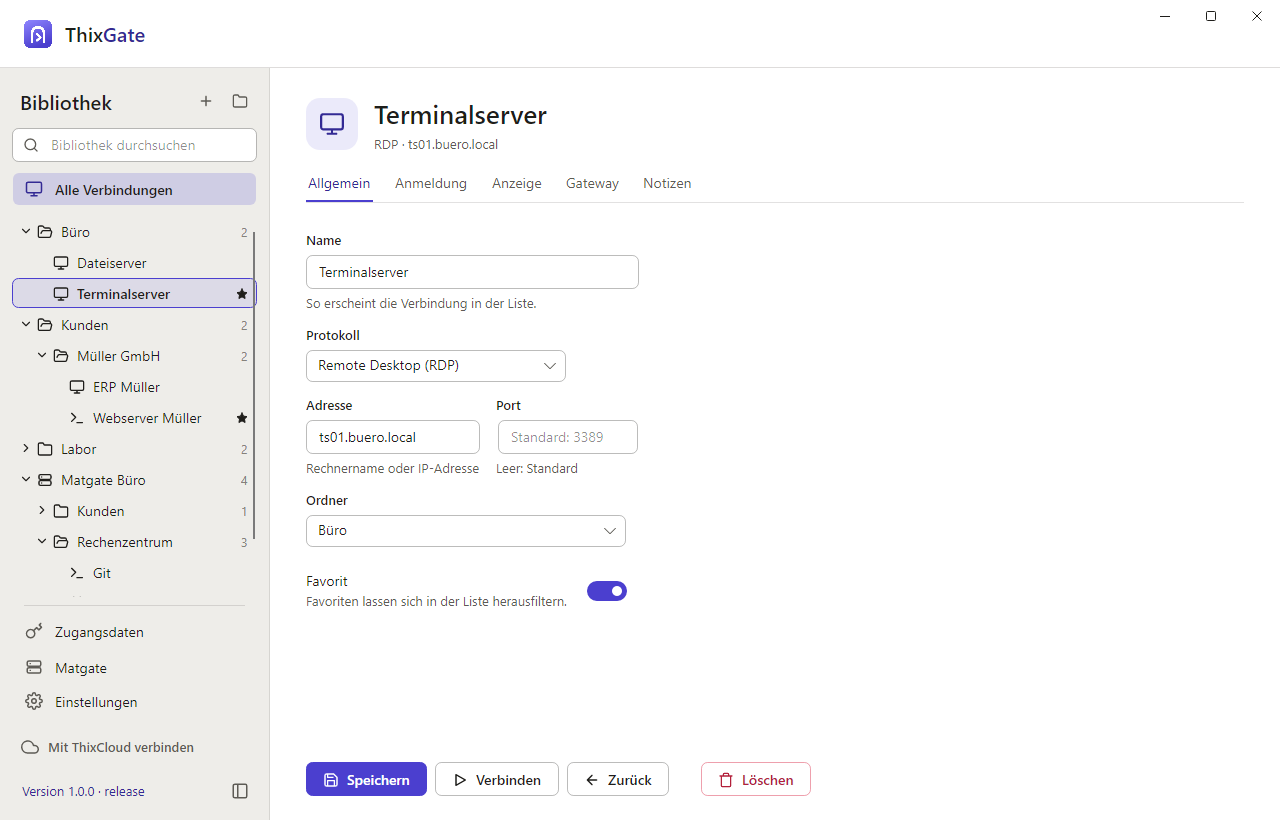 ThixGate
Bibliothek
Bibliothek durchsuchen
Alle Verbindungen
Büro 2
Dateiserver
Terminalserver
Kunden 2
Müller GmbH 2
ERP Müller
Webserver Müller
Labor 2
Matgate Büro 4
Kunden 1
Rechenzentrum 3
Git
Zugangsdaten
Matgate
Einstellungen
Mit ThixCloud verbinden
Version 1.0.0 · release
Terminalserver
RDP · ts01.buero.local
Allgemein Anmeldung Anzeige Gateway Notizen
Name
Terminalserver
So erscheint die Verbindung in der Liste.
Protokoll
Remote Desktop (RDP)
Adresse Port
ts01.buero.local Standard: 3389
Rechnername oder IP-Adresse Leer: Standard
Ordner
Büro
Favorit
Favoriten lassen sich in der Liste herausfiltern.
Speichern Verbinden Zurück Löschen